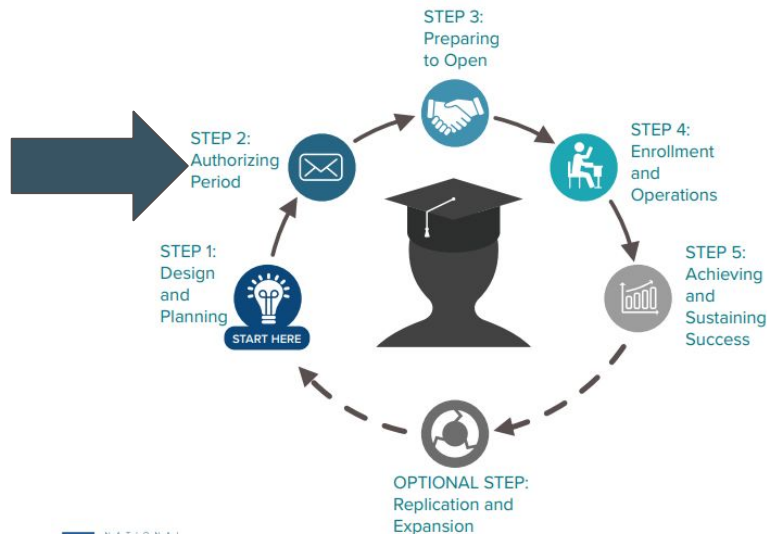 STEP 3:
Preparing
to Open
STEP 2:
Authorizing
Period
STEP 4:
Enrollment
and
Operations
STEP 1:
Design
and
Planning
START HERE
STEP 5:
Achieving
and
Sustaining
Success
OPTIONAL STEP:
Replication and
Expansion